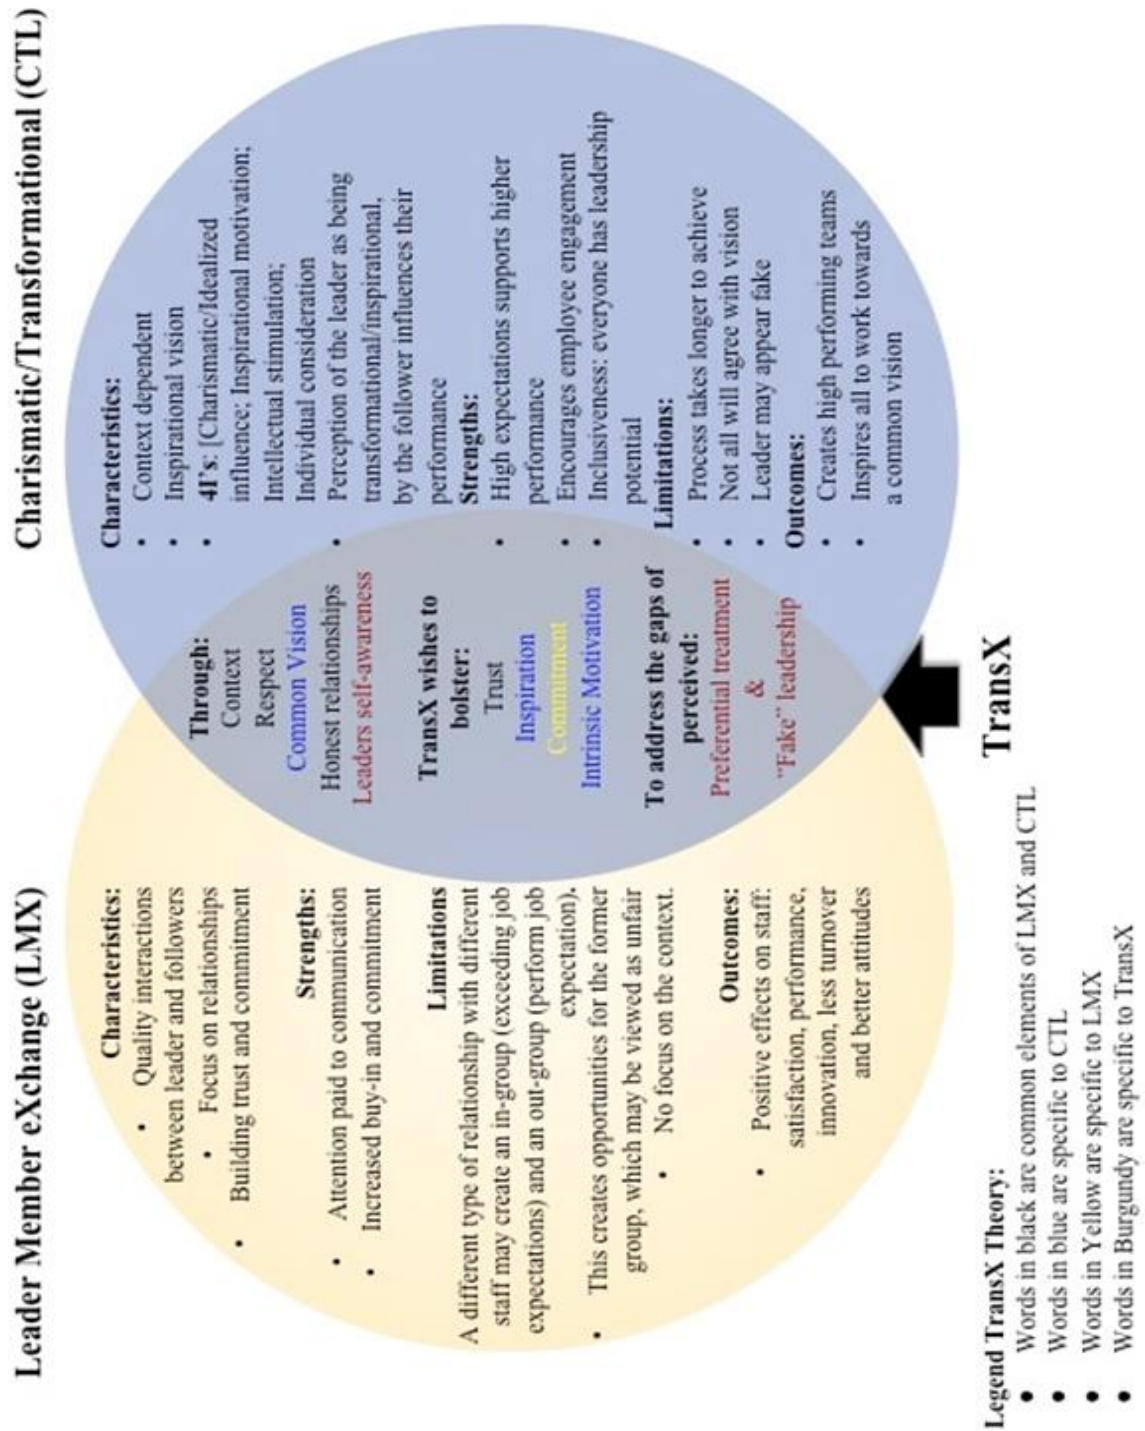 Leader Member eXchange (LMX)
Characteristics:
• Quality interactions
between leader and followers
• Focus on relationships
• Building trust and commitment
Strengths:
• Attention paid to communication
• Increased buy-in and commitment
Limitations
A different type of relationship with different
staff may create an in-group (exceeding job
expectations) and an out-group (perform job
expectation).
• This creates opportunities for the former
group, which may be viewed as unfair
• No focus on the context.
Outcomes:
• Positive effects on staff:
satisfaction, performance,
innovation, less turnover
and better attitudes
Through:
Context
Respect
Common Vision
Honest relationships
Leaders self-awareness
TransX wishes to
bolster:
Trust
Inspiration
Commitment
Intrinsic Motivation
To address the gaps of
perceived:
Preferential treatment
&
"Fake" leadership
Charismatic/Transformational (CTL)
Characteristics:
• Context dependent
• Inspirational vision
• 4I's: [Charismatic/Idealized
influence; Inspirational motivation;
Intellectual stimulation;
Individual consideration
• Perception of the leader as being
transformational/inspirational,
by the follower influences their
performance
Strengths:
• High expectations supports higher
performance
• Encourages employee engagement
• Inclusiveness: everyone has leadership
potential
Limitations:
• Process takes longer to achieve
• Not all will agree with vision
• Leader may appear fake
Outcomes:
• Creates high performing teams
• Inspires all to work towards
a common vision
TransX
Legend TransX Theory:
• Words in black are common elements of LMX and CTL
• Words in blue are specific to CTL
• Words in Yellow are specific to LMX
• Words in Burgundy are specific to TransX